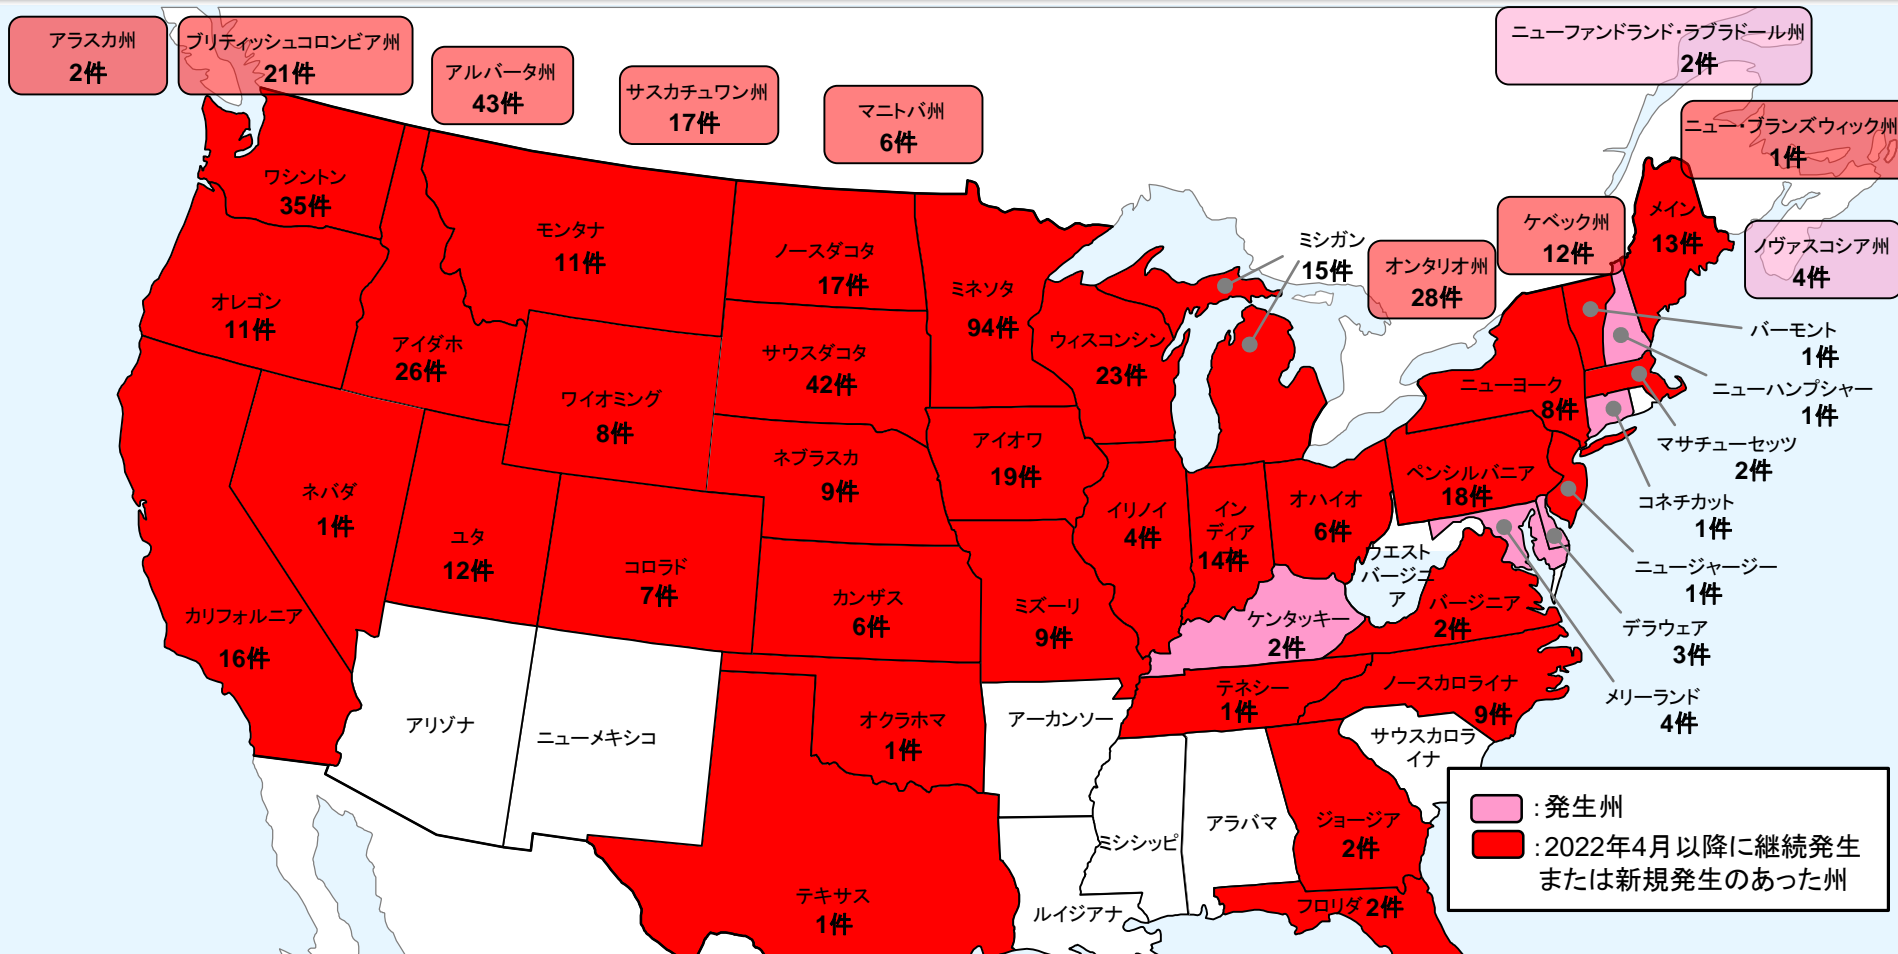 アラスカ州
2件
ブリティッシュコロンビア州
21件
アルバータ州
43件
サスカチュワン州
17件
マニトバ州
6件
ニューファンドランド・ラブラドール州
2件
ニュー・ブランズウィック州
1件
ケベック州
12件
ノヴァスコシア州
4件
オンタリオ州
28件
ミシガン
15件
メイン
13件
ワシントン
35件
モンタナ
11件
ノースダコタ
17件
ミネソタ
94件
オレゴン
11件
アイダホ
26件
サウスダコタ
42件
ウィスコンシン
23件
ワイオミング
8件
ニューヨーク
8件
バーモント
1件
ニューハンプシャー
1件
マサチューセッツ
2件
コネチカット
1件
ニュージャージー
1件
デラウェア
3件
メリーランド
4件
ネバダ
1件
ユタ
12件
コロラド
7件
ネブラスカ
9件
アイオワ
19件
イリノイ
4件
イン
ディア
14件
オハイオ
6件
ペンシルバニア
18件
ウエスト
バージニ
ア
カリフォルニア
16件
カンザス
6件
ミズーリ
9件
ケンタッキー
2件
バージニア
2件
アリゾナ
ニューメキシコ
オクラホマ
1件
アーカンソー
テネシー
1件
ノースカロライナ
9件
サウスカロラ
イナ
テキサス
1件
ルイジアナ
ミシシッピ
アラバマ
ジョージア
2件
フロリダ 2件
：発生州
：2022年4月以降に継続発生
または新規発生のあった州